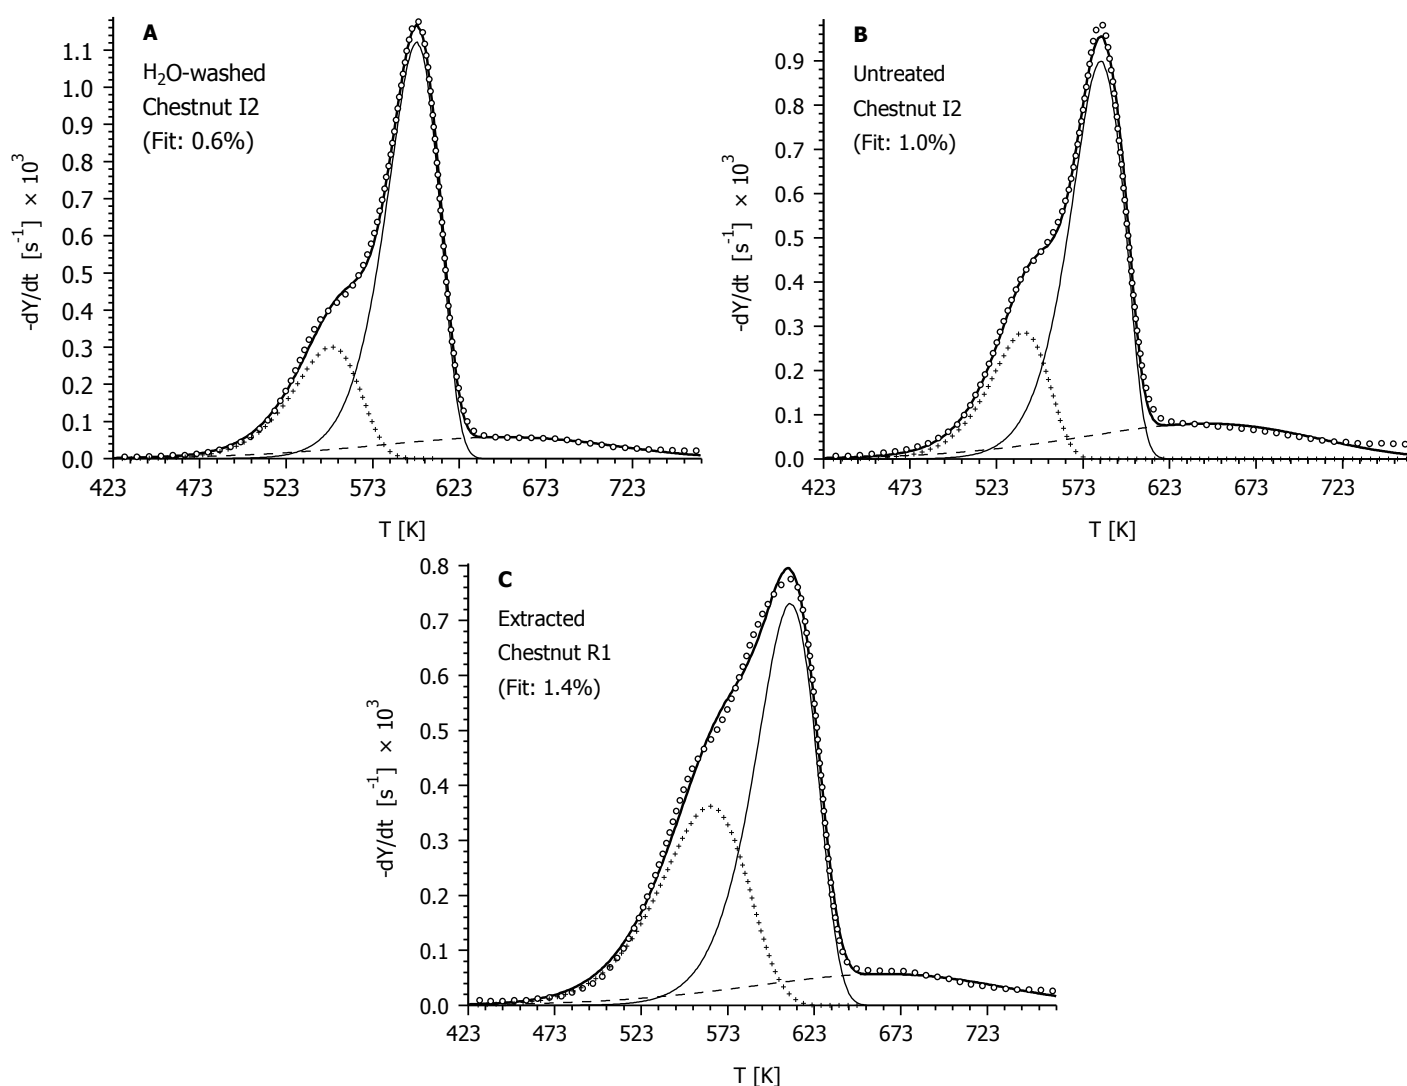 A
H2O-washed
Chestnut I2
(Fit: 0.6%)
-dY/dt [s-1] × 103
1.1
1.0
0.9
0.8
0.7
0.6
0.5
0.4
0.3
0.2
0.1
0.0
423 473 523 573 623 673 723
T [K]
B
Untreated
Chestnut I2
(Fit: 1.0%)
-dY/dt [s-1] × 103
0.9
0.8
0.7
0.6
0.5
0.4
0.3
0.2
0.1
0.0
423 473 523 573 623 673 723
T [K]
C
Extracted
Chestnut R1
(Fit: 1.4%)
-dY/dt [s-1] × 103
0.8
0.7
0.6
0.5
0.4
0.3
0.2
0.1
0.0
423 473 523 573 623 673 723
T [K]